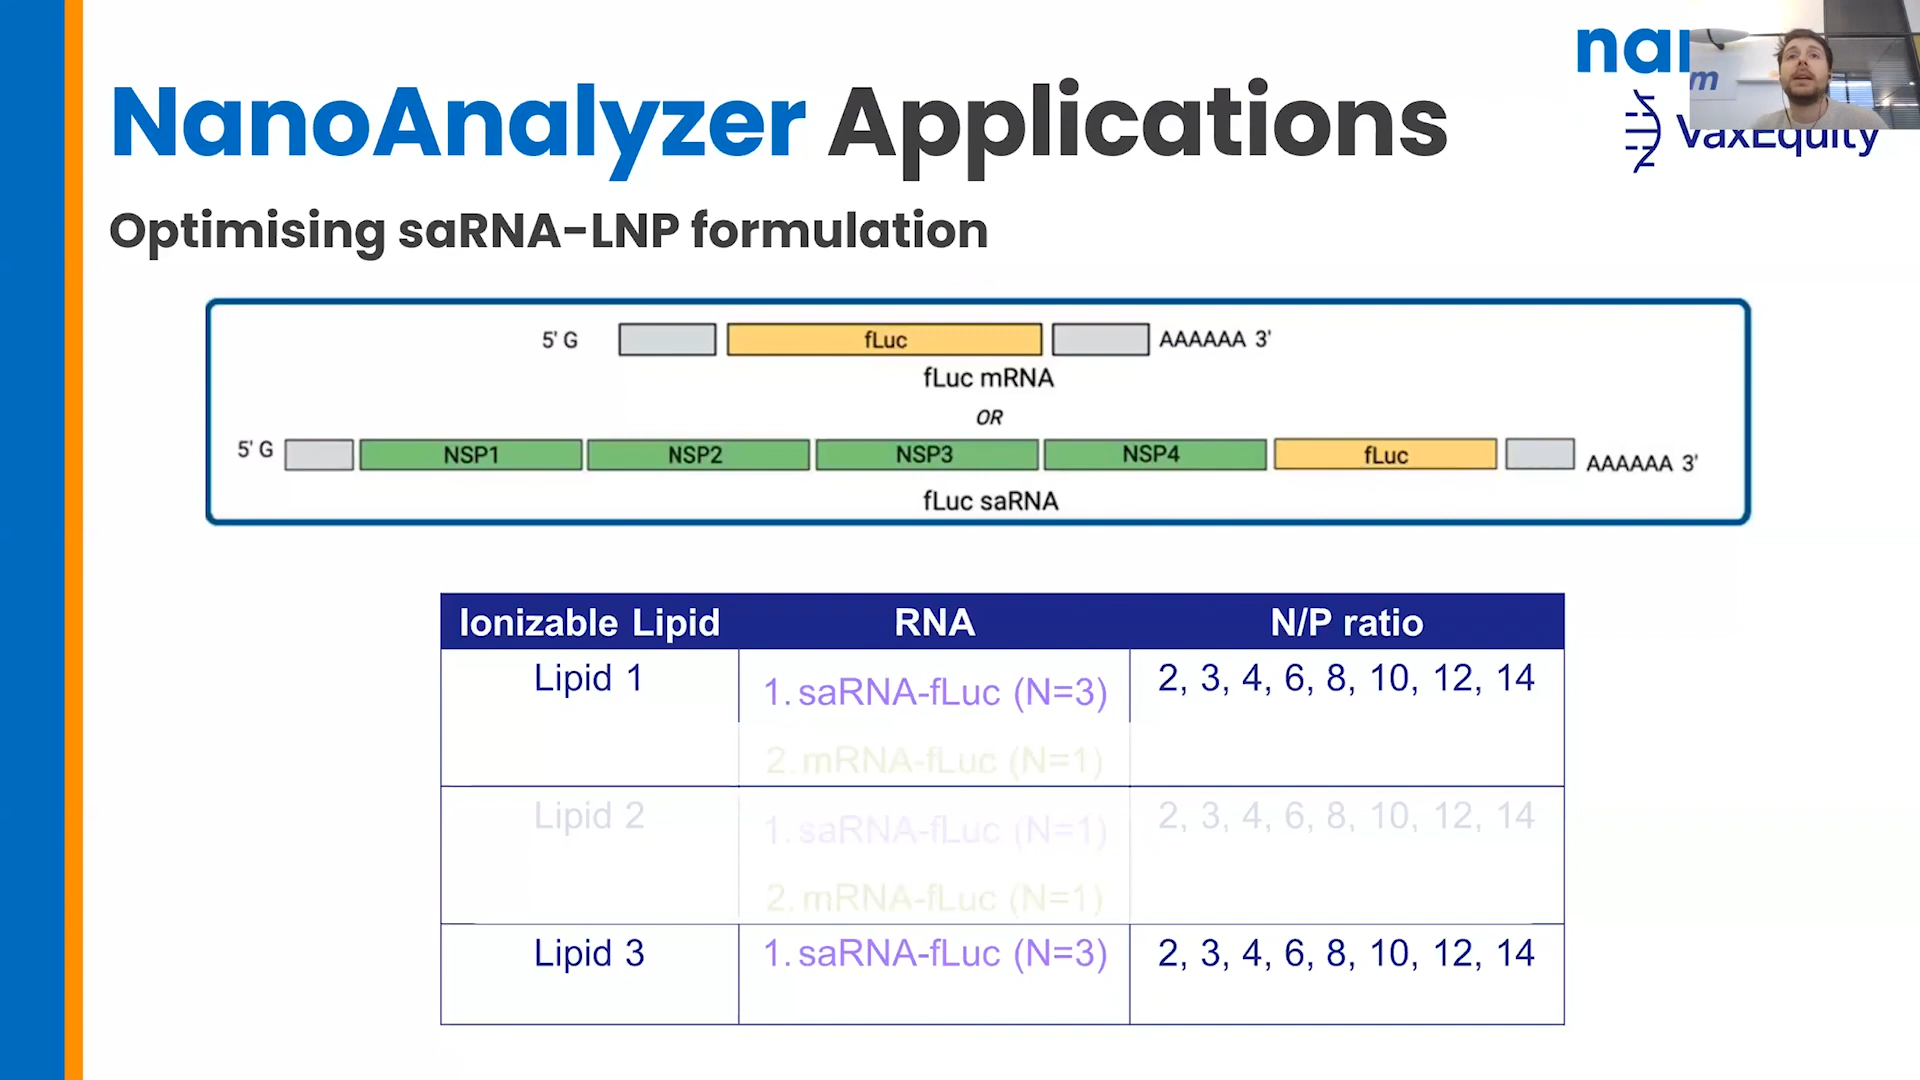 nan
m
VaxEquity
NanoAnalyzer Applications
Optimising saRNA-LNP formulation
5' G fLuc AAAAAA 3'
fLuc mRNA
OR
5' G NSP1 NSP2 NSP3 NSP4 fLuc AAAAAA 3'
fLuc saRNA
Ionizable Lipid RNA N/P ratio
Lipid 1 1. saRNA-fLuc (N=3) 2, 3, 4, 6, 8, 10, 12, 14
2. mRNA-fLuc (N=1)
Lipid 2 1. saRNA-fLuc (N=1) 2, 3, 4, 6, 8, 10, 12, 14
2. mRNA-fLuc (N=1)
Lipid 3 1. saRNA-fLuc (N=3) 2, 3, 4, 6, 8, 10, 12, 14